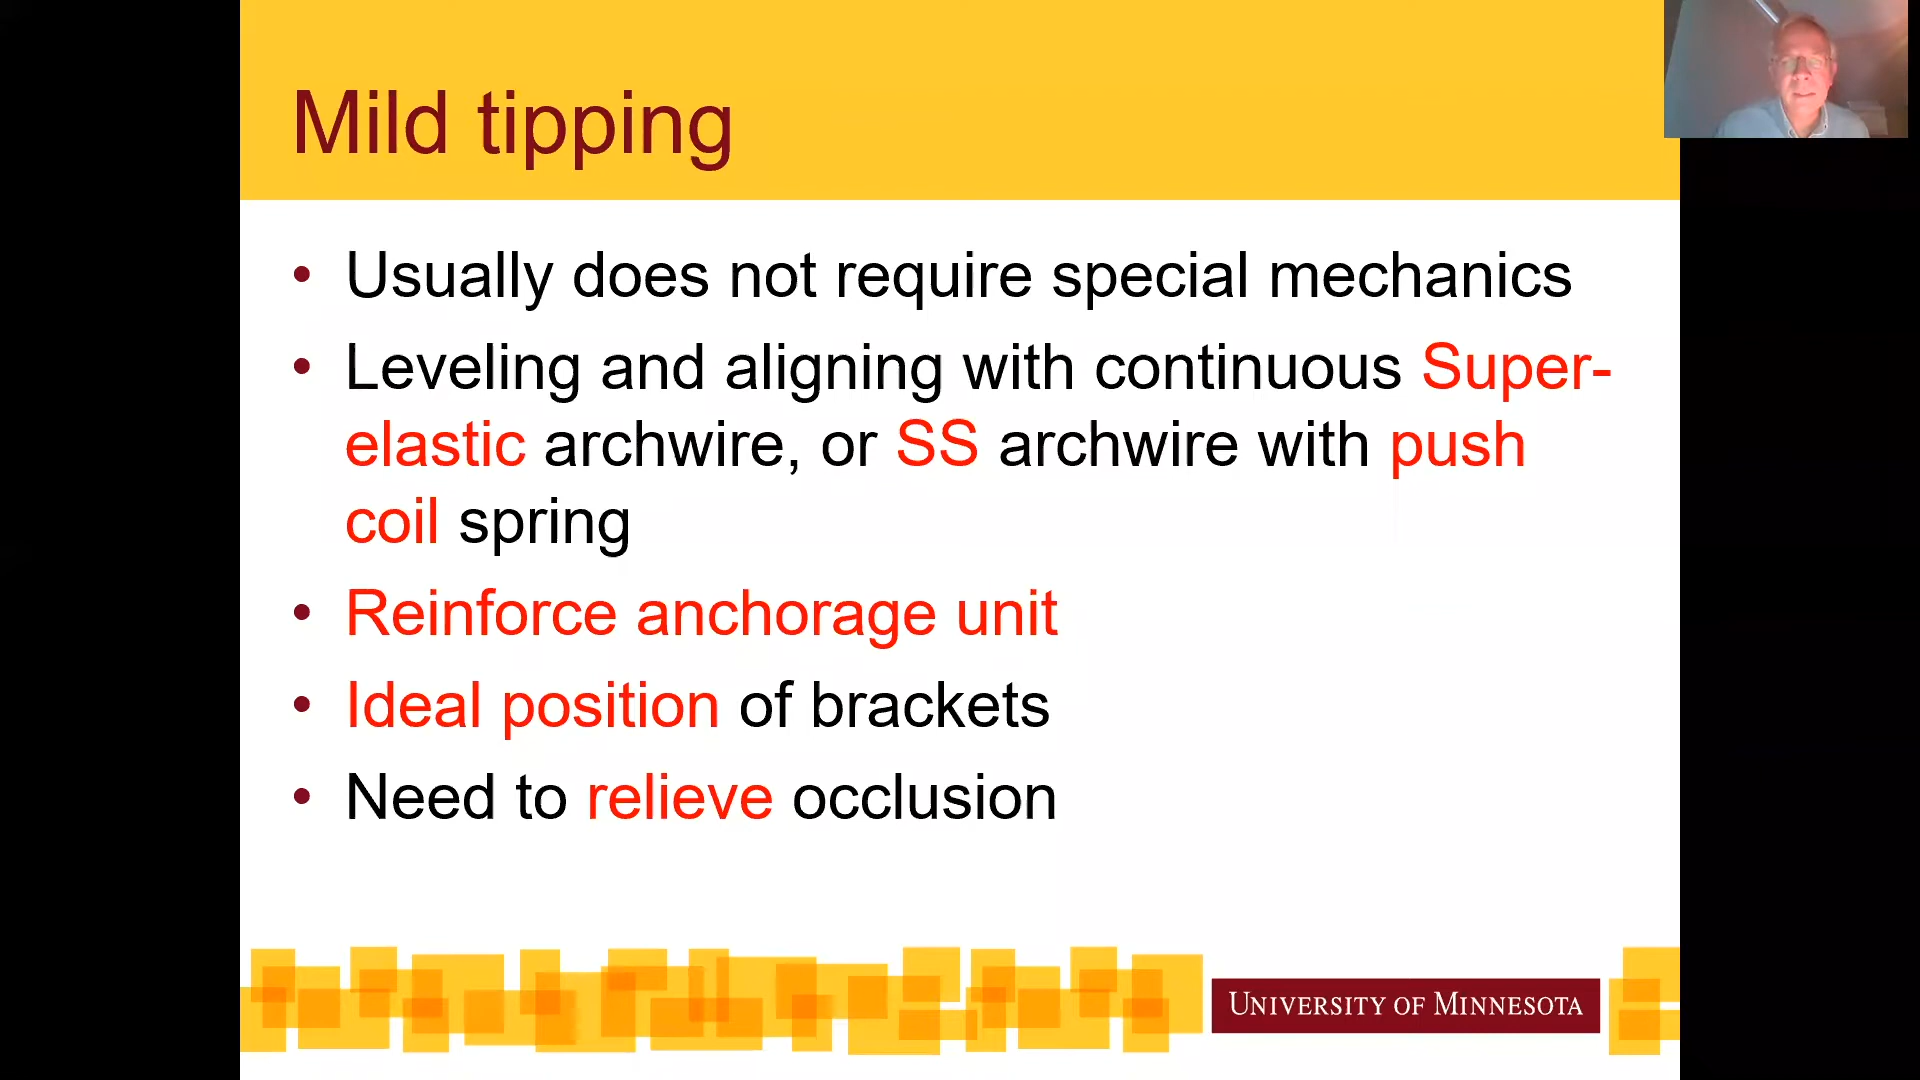 Mild tipping
• Usually does not require special mechanics
• Leveling and aligning with continuous Super-
elastic archwire, or SS archwire with push
coil spring
• Reinforce anchorage unit
• Ideal position of brackets
• Need to relieve occlusion
UNIVERSITY OF MINNESOTA